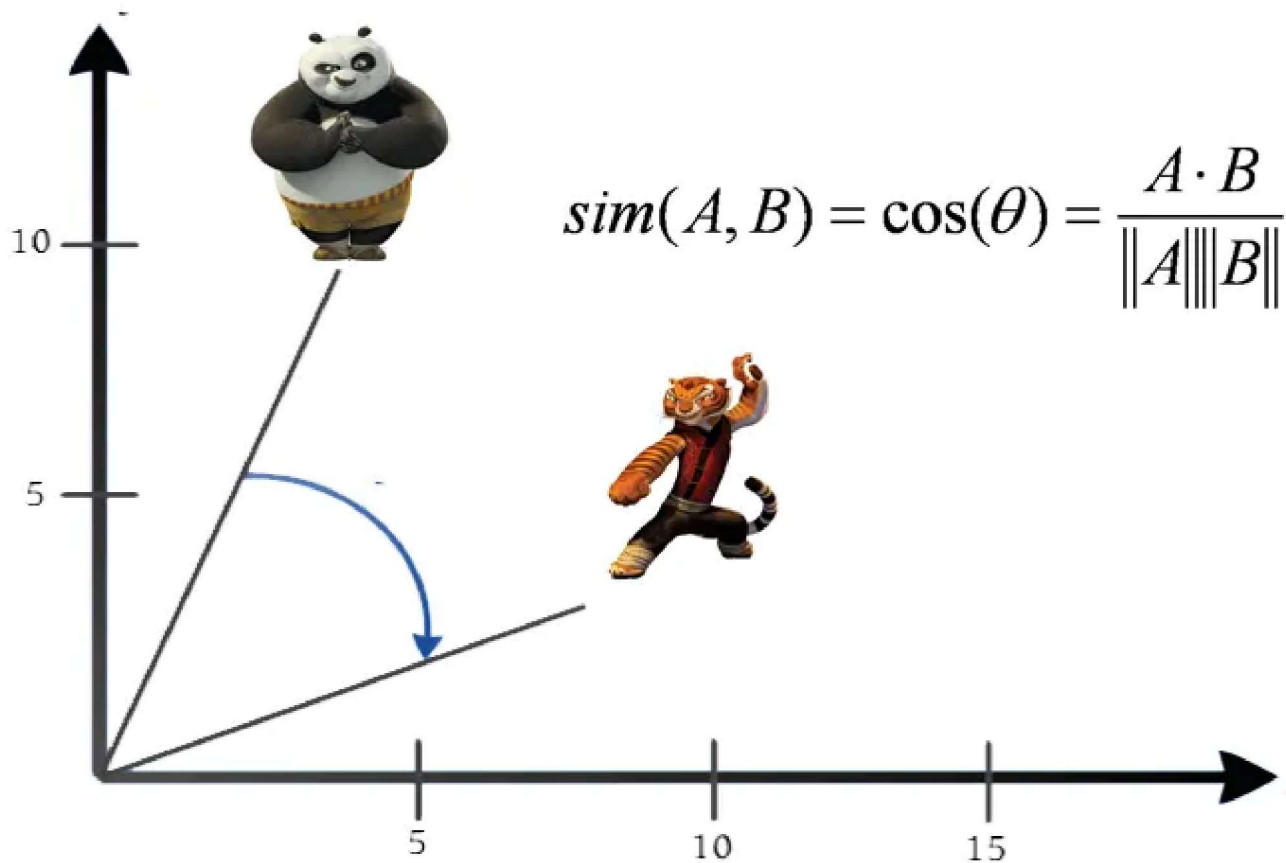 10
sim(A, B) = cos(θ) = A · B / ‖A‖‖B‖
5
5 10 15